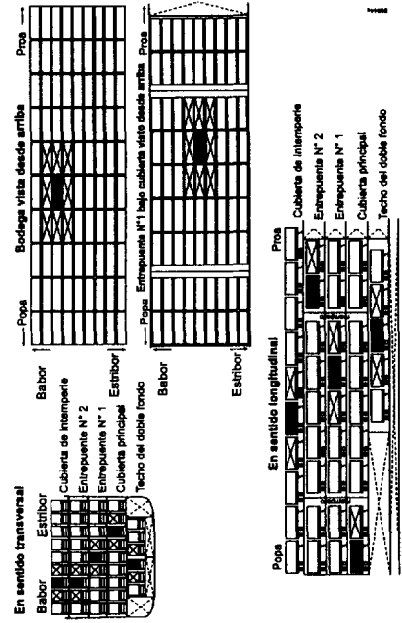 En sentido transversal
Babor
Estribor
Cubierta de intemperie
Entrepuente N° 2
Entrepuente N° 1
Cubierta principal
Techo del doble fondo
Bodega vista desde arriba
Popa
Proa
Babor
Estribor
Entrepuente N° 1 bajo cubierta visto desde arriba
Popa
Proa
Babor
Estribor
En sentido longitudinal
Popa
Proa
Cubierta de intemperie
Entrepuente N° 2
Entrepuente N° 1
Cubierta principal
Techo del doble fondo